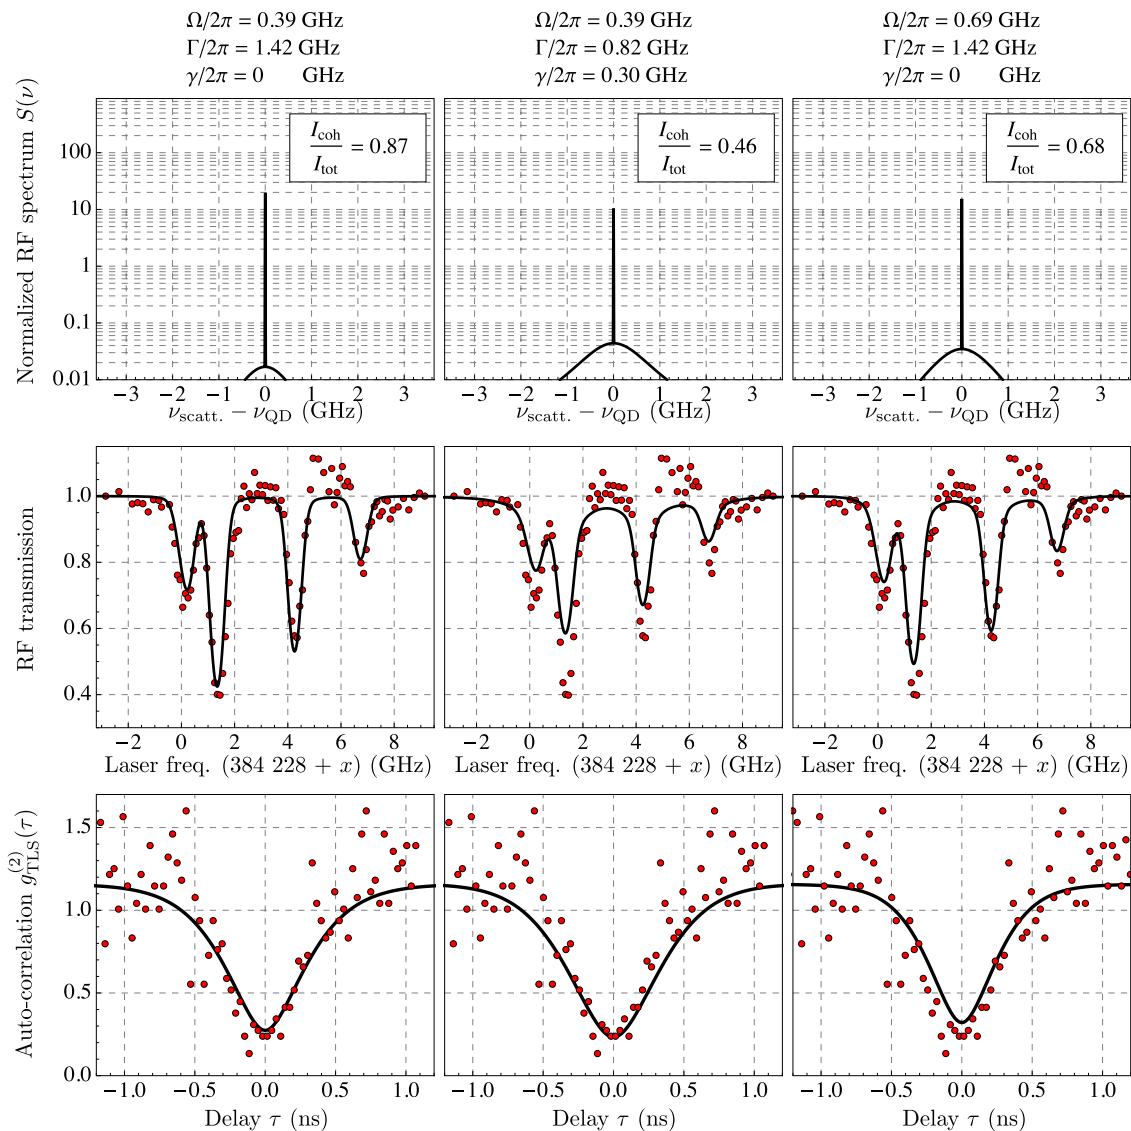 Ω/2π = 0.39 GHz
Γ/2π = 1.42 GHz
γ/2π = 0 GHz
Ω/2π = 0.39 GHz
Γ/2π = 0.82 GHz
γ/2π = 0.30 GHz
Ω/2π = 0.69 GHz
Γ/2π = 1.42 GHz
γ/2π = 0 GHz
Normalized RF spectrum S(ν)
100
10
1
0.1
0.01
I_coh/I_tot = 0.87
I_coh/I_tot = 0.46
I_coh/I_tot = 0.68
−3 −2 −1 0 1 2 3
−3 −2 −1 0 1 2 3
−3 −2 −1 0 1 2 3
ν_scatt. − ν_QD (GHz)
ν_scatt. − ν_QD (GHz)
ν_scatt. − ν_QD (GHz)
RF transmission
1.0
0.8
0.6
0.4
−2 0 2 4 6 8
−2 0 2 4 6 8
−2 0 2 4 6 8
Laser freq. (384 228 + x) (GHz)
Laser freq. (384 228 + x) (GHz)
Laser freq. (384 228 + x) (GHz)
Auto-correlation g^(2)_TLS(τ)
1.5
1.0
0.5
0.0
−1.0 −0.5 0.0 0.5 1.0
−1.0 −0.5 0.0 0.5 1.0
−1.0 −0.5 0.0 0.5 1.0
Delay τ (ns)
Delay τ (ns)
Delay τ (ns)